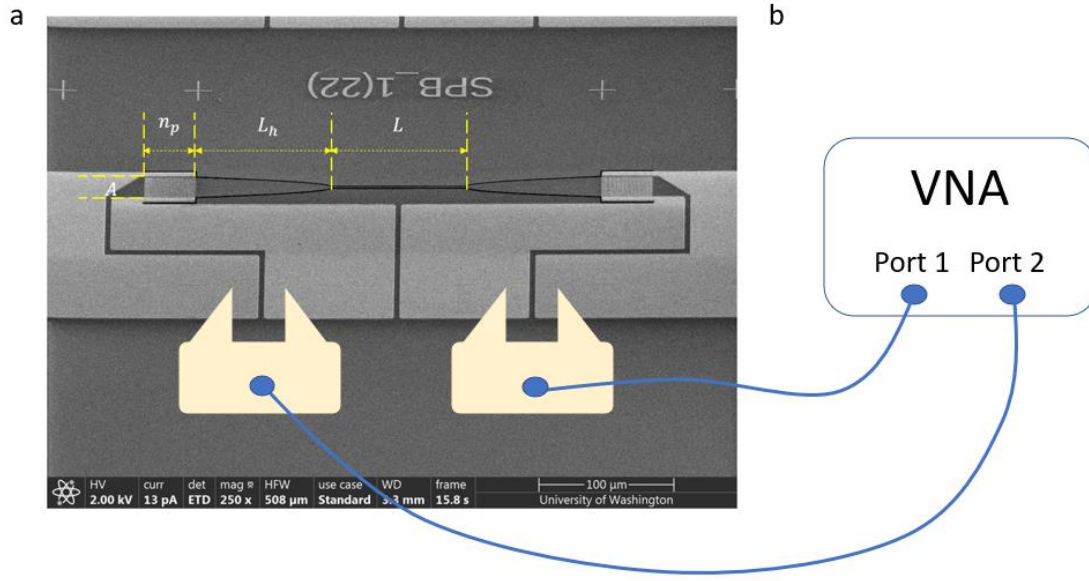 a
b
SPB_1(22)
n_p
L_h
L
A
VNA
Port 1 Port 2
HV curr det mag HFW use case WD frame
2.00 kV 13 pA ETD 250 x 508 μm Standard 3.3 mm 15.8 s
100 μm
University of Washington